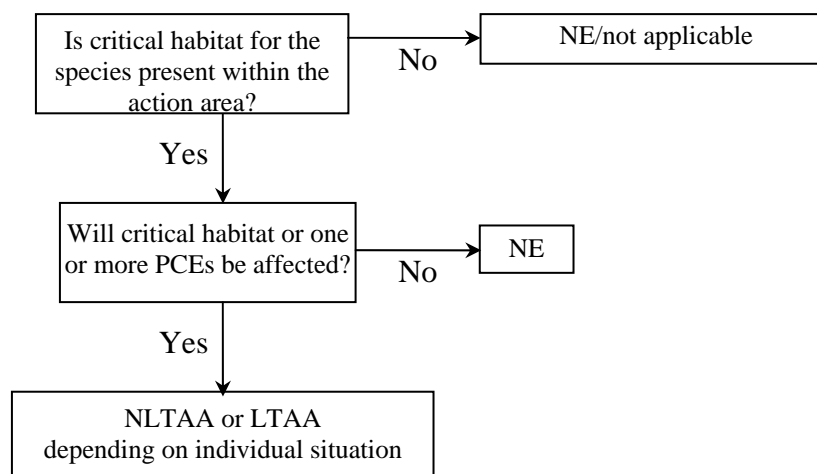 Is critical habitat for the
species present within the
action area?
No
NE/not applicable
Yes
Will critical habitat or one
or more PCEs be affected?
No
NE
Yes
NLTAA or LTAA
depending on individual situation